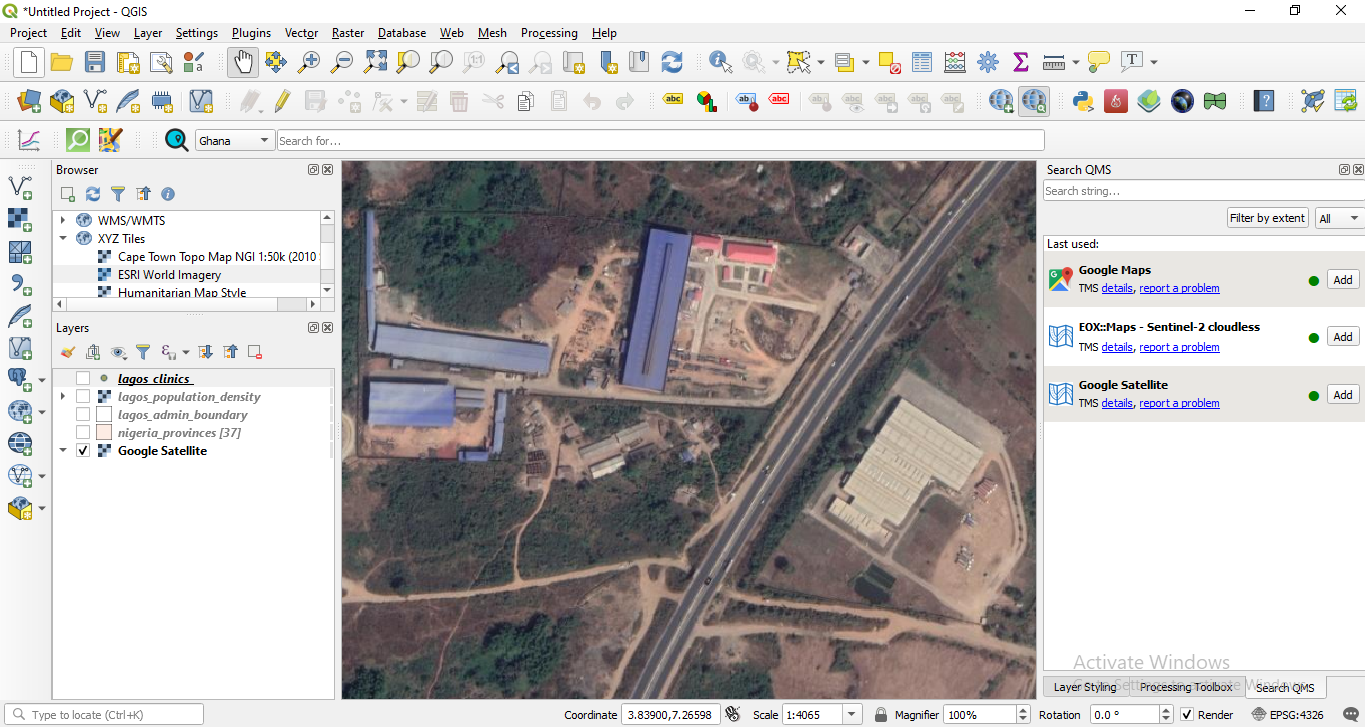 *Untitled Project - QGIS
Project Edit View Layer Settings Plugins Vector Raster Database Web Mesh Processing Help
Ghana Search for...
Browser
WMS/WMTS
XYZ Tiles
Cape Town Topo Map NGI 1:50k (2010
ESRI World Imagery
Humanitarian Map Style
Layers
lagos_clinics
lagos_population_density
lagos_admin_boundary
nigeria_provinces [37]
Google Satellite
Search QMS
Search string...
Filter by extent All
Last used:
Google Maps
TMS details, report a problem Add
EOX::Maps - Sentinel-2 cloudless
TMS details, report a problem Add
Google Satellite
TMS details, report a problem Add
Activate Windows
Go to Settings to activate Windows.
Layer Styling Processing Toolbox Search QMS
Type to locate (Ctrl+K) Coordinate 3.83900,7.26598 Scale 1:4065 Magnifier 100% Rotation 0.0 ° Render EPSG:4326